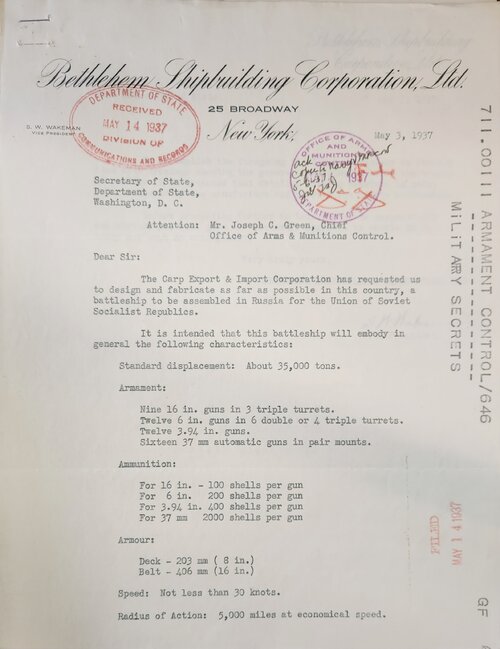 Bethlehem Shipbuilding Corporation, Ltd.
25 BROADWAY
New York,
S. W. WAKEMAN
VICE PRESIDENT
DEPARTMENT OF STATE
RECEIVED
MAY 14 1937
DIVISION OF
COMMUNICATIONS AND RECORDS
May 3, 1937
OFFICE OF ARMS
AND
MUNITIONS
1937
DEPARTMENT OF STATE
Secretary of State,
Department of State,
Washington, D. C.
Attention: Mr. Joseph C. Green, Chief
Office of Arms & Munitions Control.
Dear Sir:
The Carp Export & Import Corporation has requested us
to design and fabricate as far as possible in this country, a
battleship to be assembled in Russia for the Union of Soviet
Socialist Republics.
It is intended that this battleship will embody in
general the following characteristics:
Standard displacement: About 35,000 tons.
Armament:
Nine 16 in. guns in 3 triple turrets.
Twelve 6 in. guns in 6 double or 4 triple turrets.
Twelve 3.94 in. guns.
Sixteen 37 mm automatic guns in pair mounts.
Ammunition:
For 16 in. - 100 shells per gun
For 6 in. 200 shells per gun
For 3.94 in. 400 shells per gun
For 37 mm 2000 shells per gun
Armour:
Deck - 203 mm ( 8 in.)
Belt - 406 mm (16 in.)
Speed: Not less than 30 knots.
Radius of Action: 5,000 miles at economical speed.
711.00111 ARMAMENT CONTROL/646
MiLiTARY SECRETS
FILED
MAY 14 1937
GF